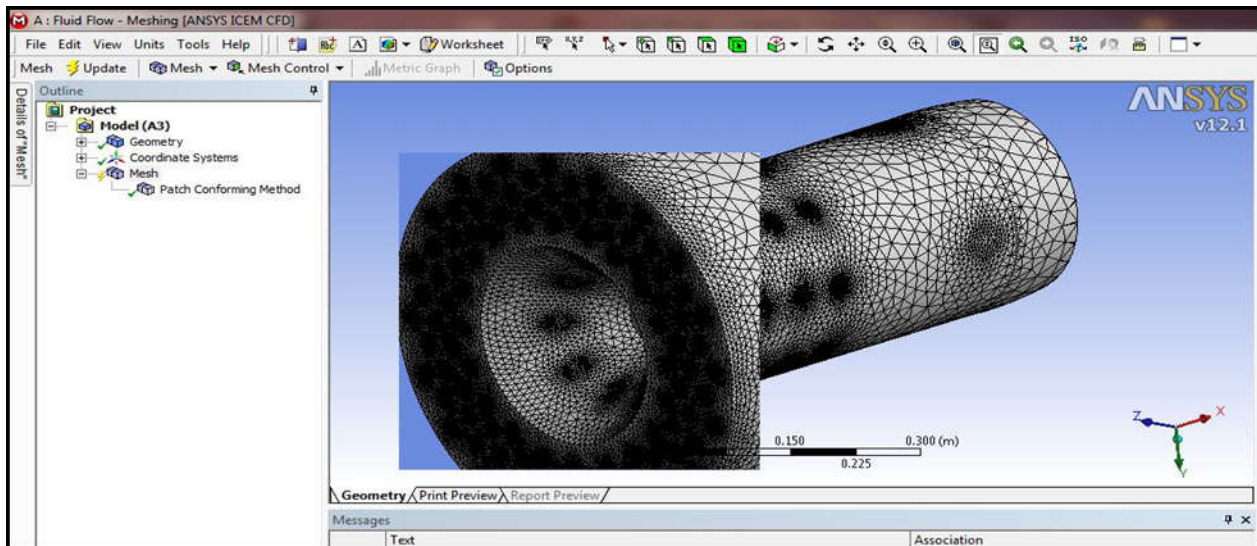 A : Fluid Flow - Meshing [ANSYS ICEM CFD]
File Edit View Units Tools Help Worksheet
Mesh Update Mesh Mesh Control Metric Graph Options
Outline
Details of "Mesh"
Project
Model (A3)
Geometry
Coordinate Systems
Mesh
Patch Conforming Method
ANSYS
v12.1
0.150 0.300 (m)
0.225
Z X
Y
Geometry Print Preview Report Preview
Messages
Text Association